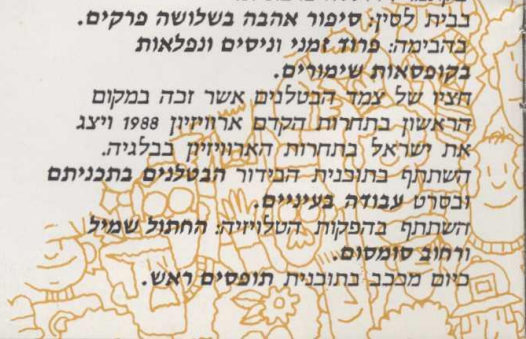 בבית לסין: סיפור אהבה בשלושה פרקים.
בהבימה: פרוד זמני וניסים ונפלאות
בקופסאות שימורים.
חציו של צמד הבטלנים אשר זכה במקום
הראשון בתחרות הקדם ארוויזיון 1988 ויצג
את ישראל בתחרות הארוויזיון בבלגיה.
השתתף בתוכנית הבידור הבטלנים בתכניתם
ובסרט עבודה בעיניים.
השתתף בהפקות הטלויזיה: החתול שמיל
ורחוב סומסום.
כיום מככב בתוכנית תופסים ראש.